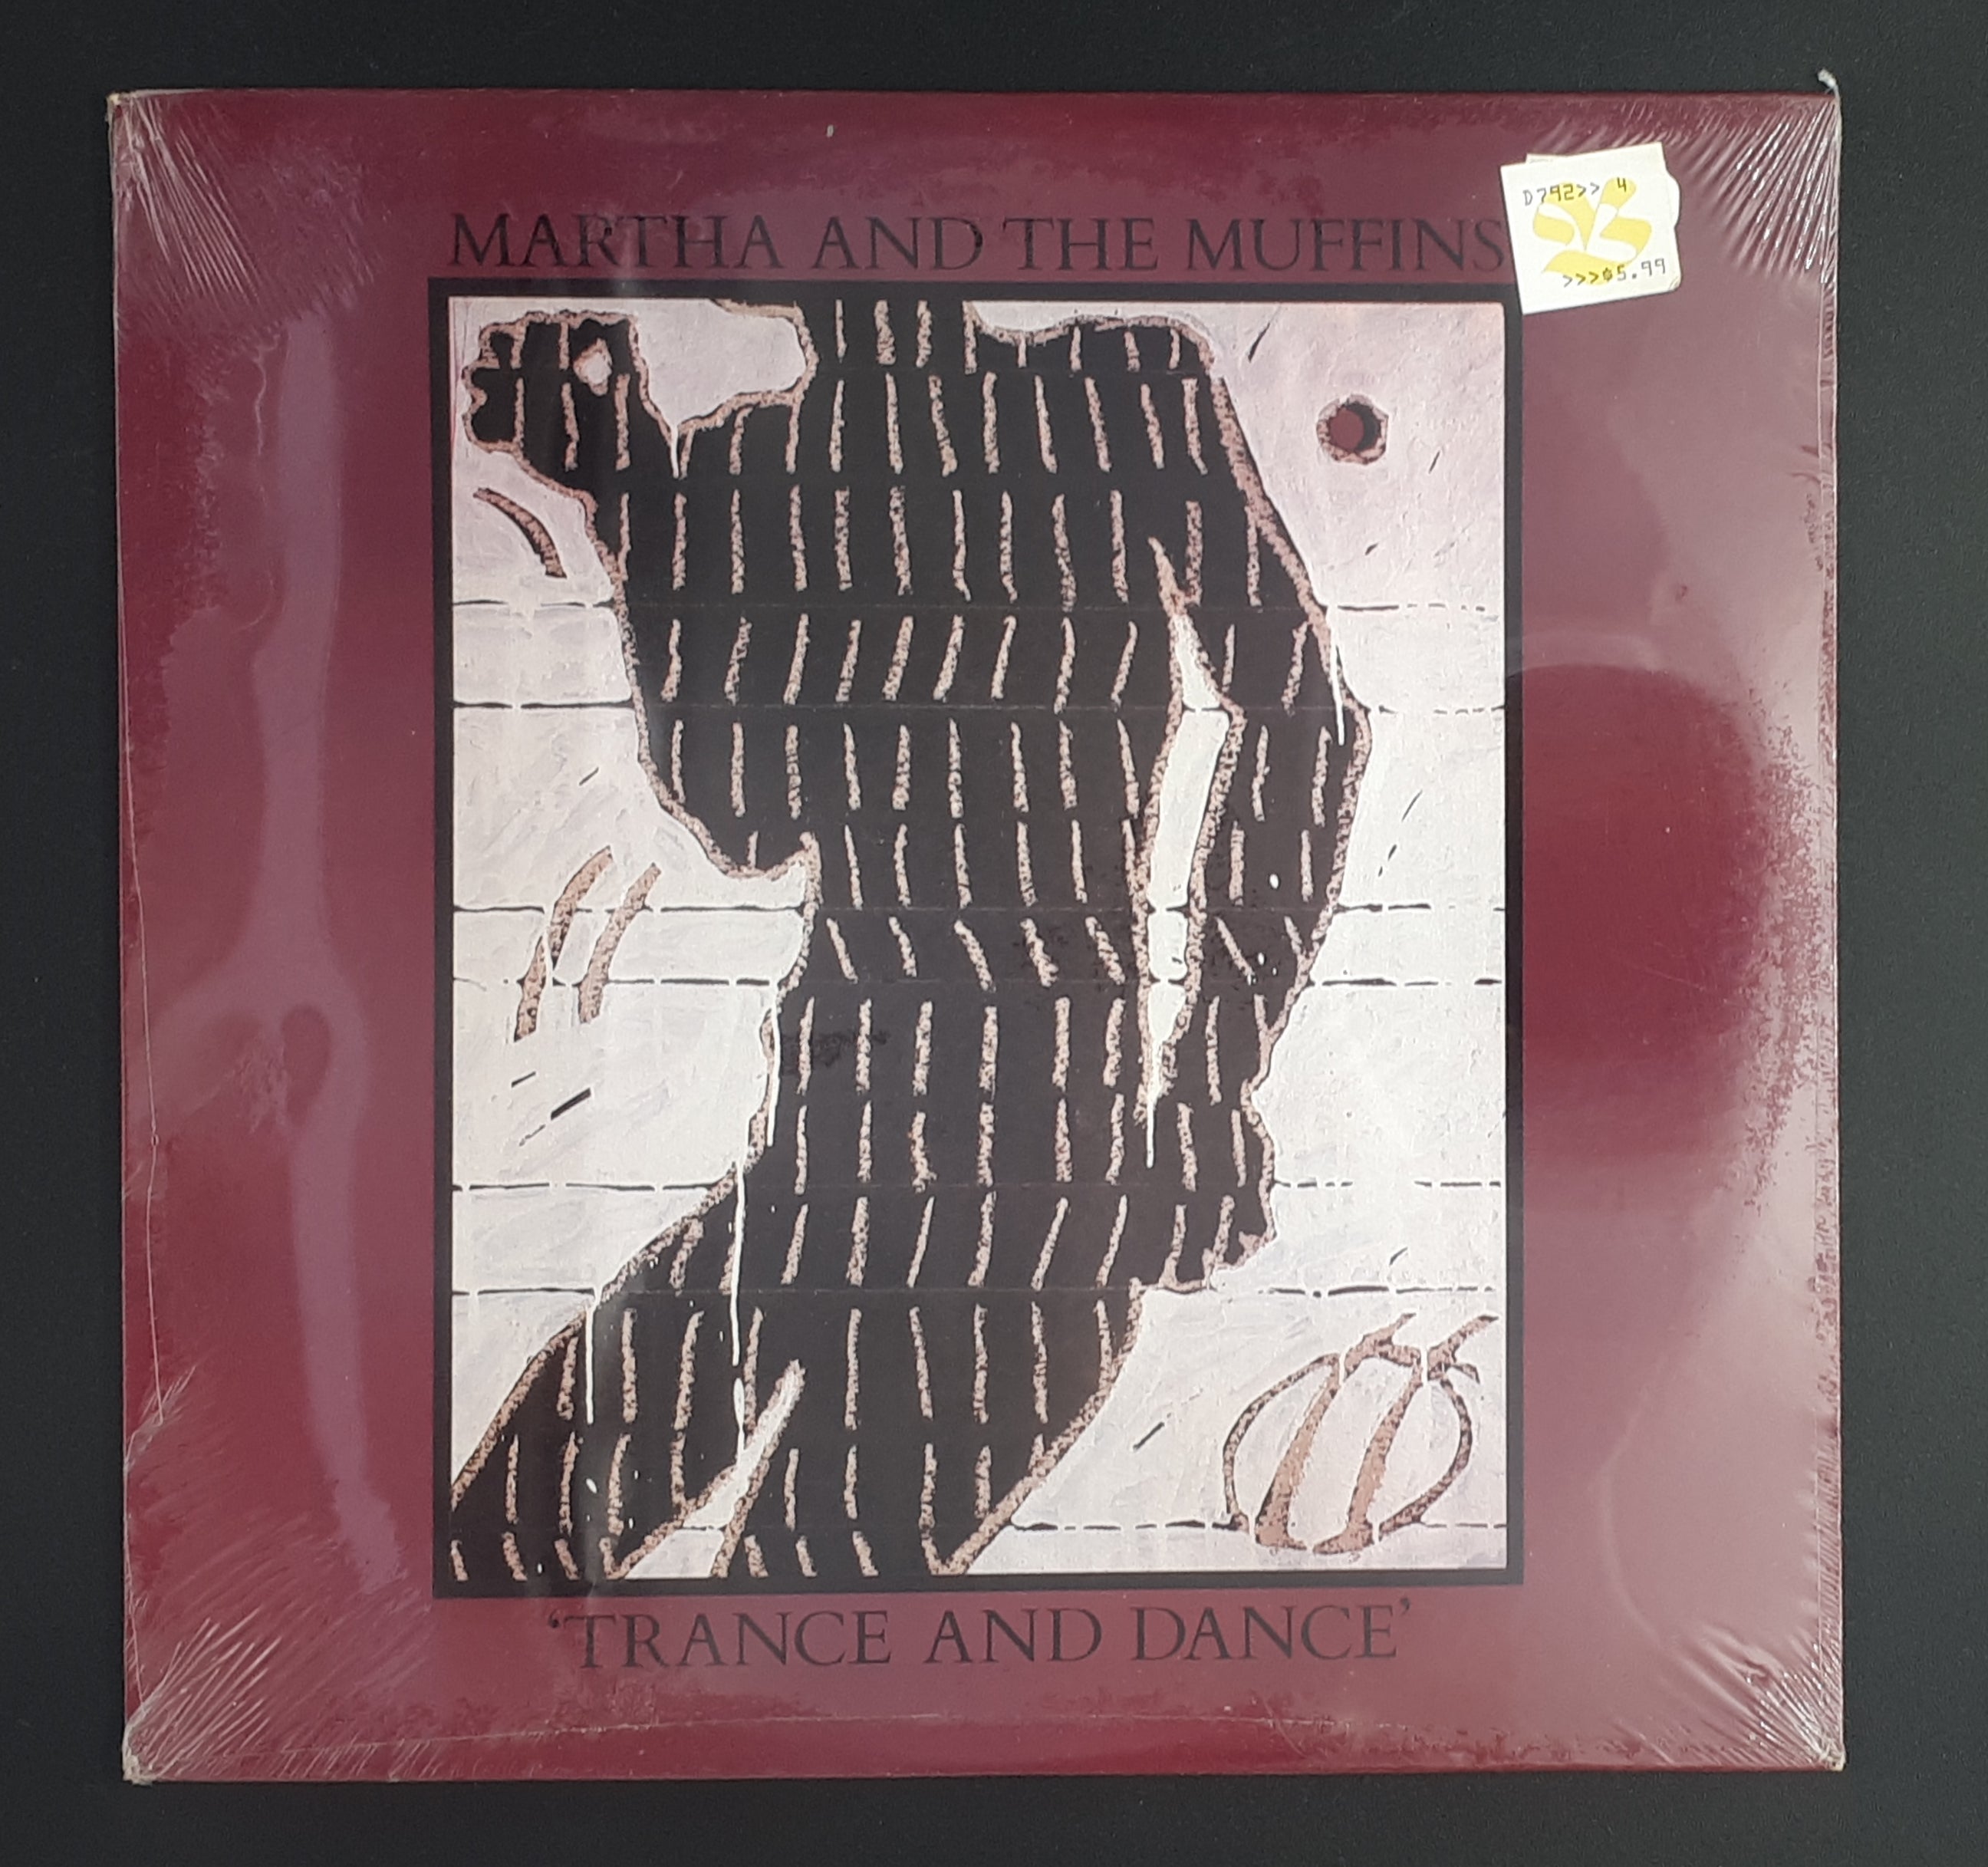 D792>> 4
>>>$5.99
MARTHA AND THE MUFFINS
'TRANCE AND DANCE'